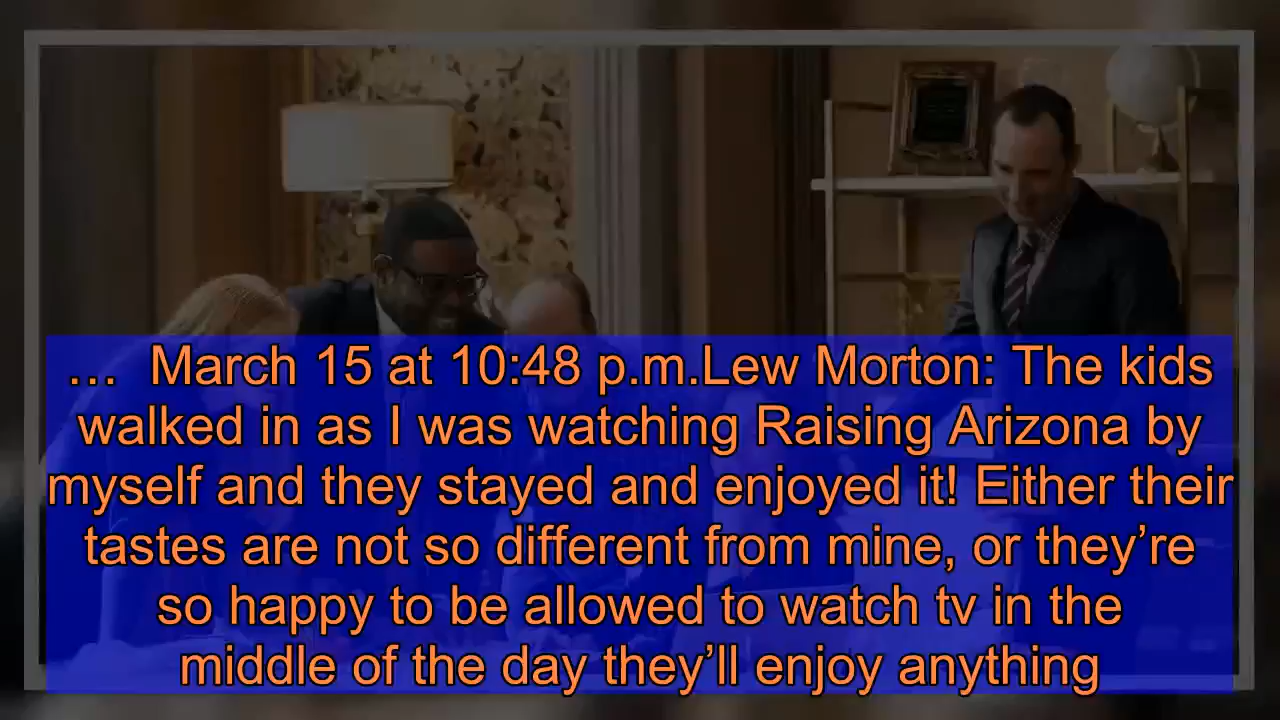 …  March 15 at 10:48 p.m.Lew Morton: The kids
walked in as I was watching Raising Arizona by
myself and they stayed and enjoyed it! Either their
tastes are not so different from mine, or they’re
so happy to be allowed to watch tv in the
middle of the day they’ll enjoy anything